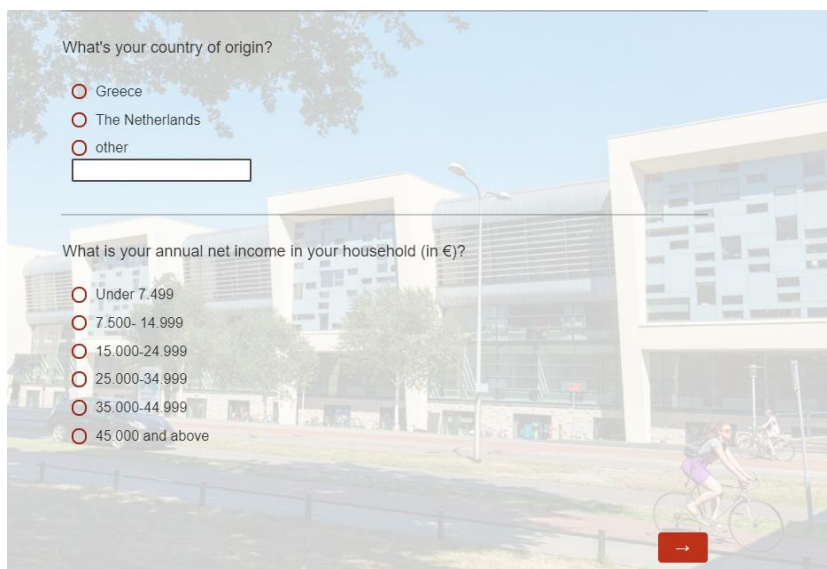 What's your country of origin?
Greece
The Netherlands
other
What is your annual net income in your household (in €)?
Under 7.499
7.500- 14.999
15.000-24.999
25.000-34.999
35.000-44.999
45.000 and above
→